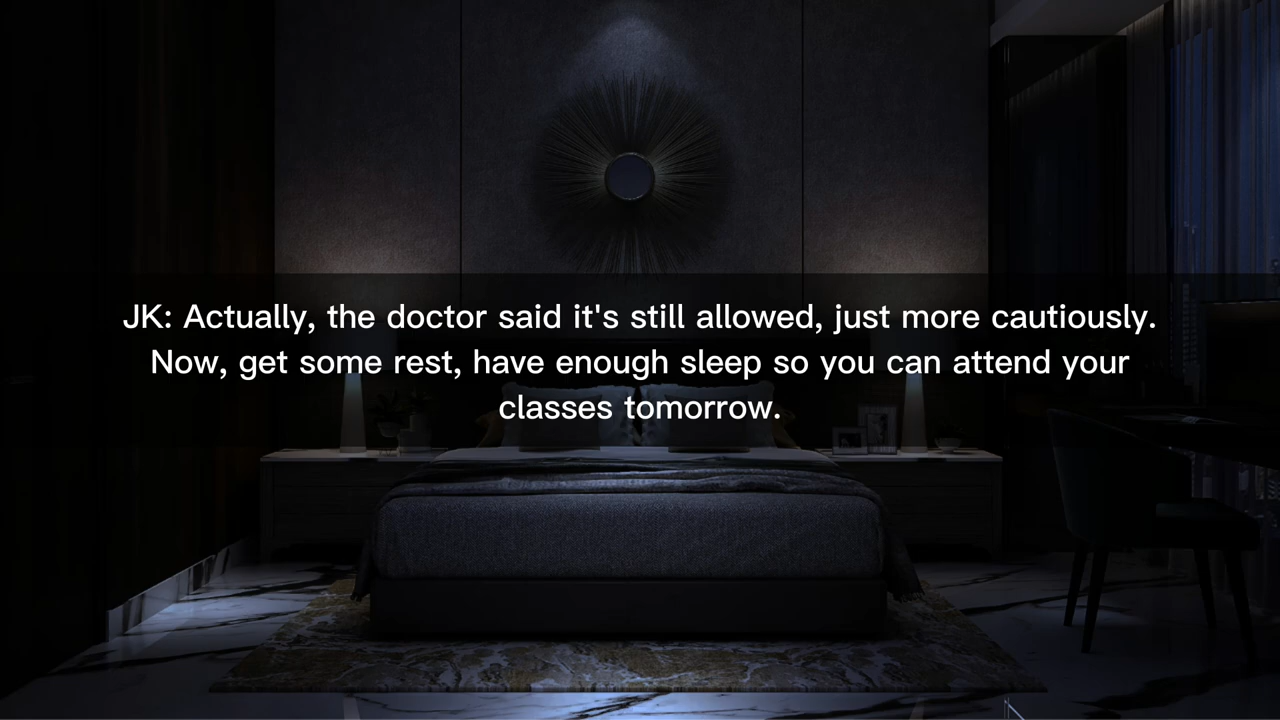 JK: Actually, the doctor said it's still allowed, just more cautiously.
Now, get some rest, have enough sleep so you can attend your
classes tomorrow.